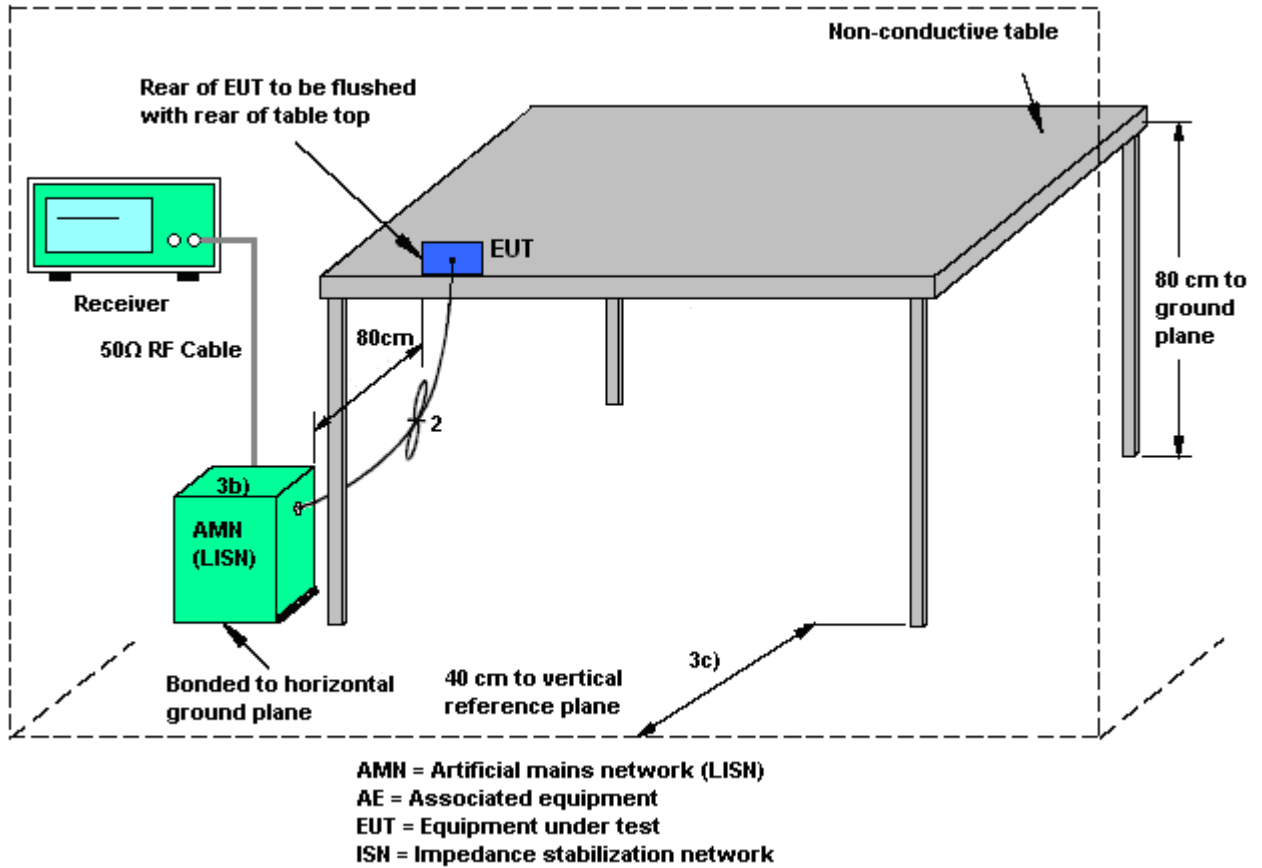 Non-conductive table
Rear of EUT to be flushed
with rear of table top
EUT
Receiver
80cm
80 cm to
ground
plane
50Ω RF Cable
2
3b)
AMN
(LISN)
3c)
Bonded to horizontal
ground plane
40 cm to vertical
reference plane
AMN = Artificial mains network (LISN)
AE = Associated equipment
EUT = Equipment under test
ISN = Impedance stabilization network